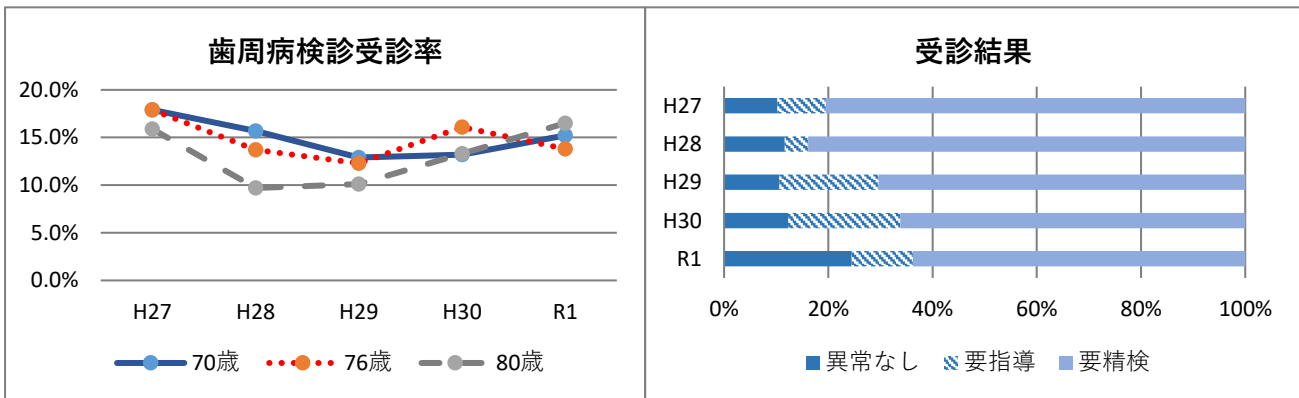 歯周病検診受診率
20.0%
15.0%
10.0%
5.0%
0.0%
H27 H28 H29 H30 R1
70歳 76歳 80歳
受診結果
H27
H28
H29
H30
R1
0% 20% 40% 60% 80% 100%
異常なし 要指導 要精検